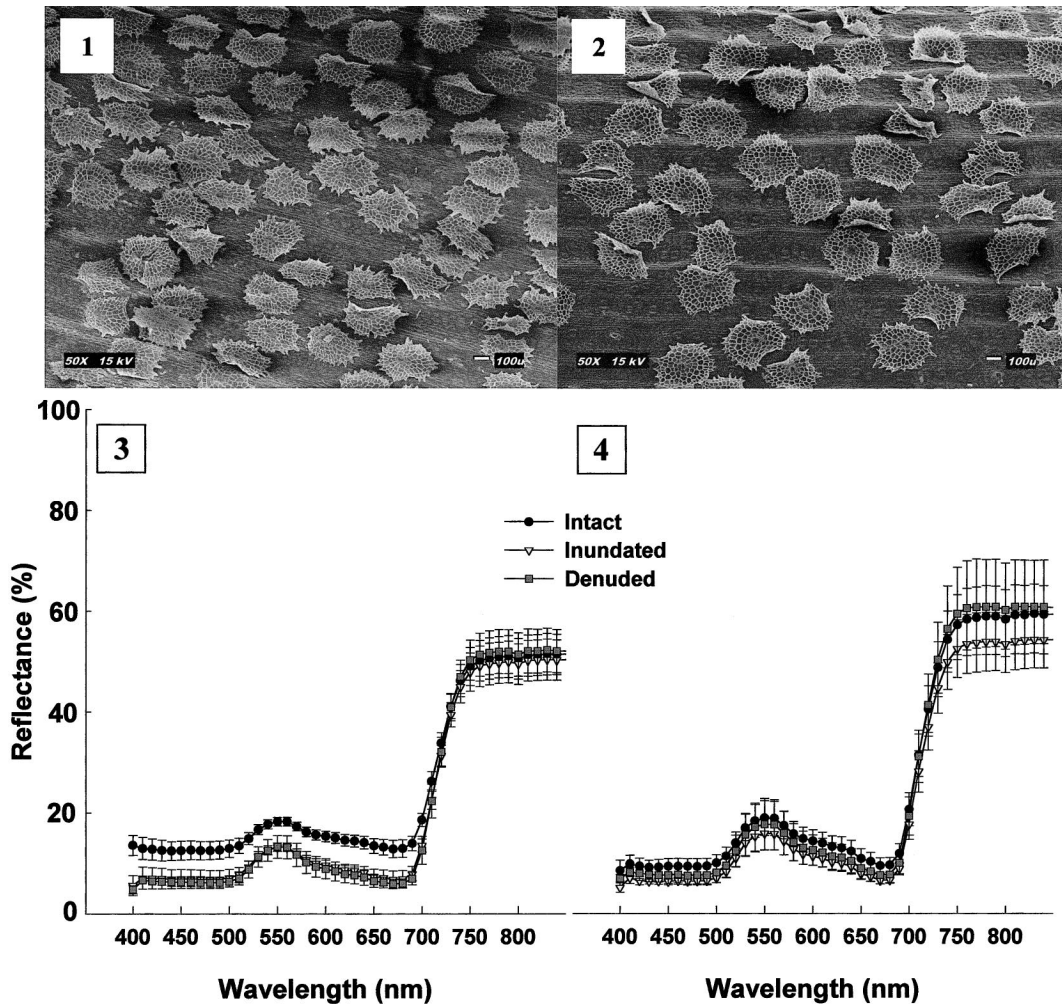 1
2
50X 15 kV
100u
50X 15 kV
100u
3
4
Reflectance (%)
100
80
60
40
20
0
Intact
Inundated
Denuded
400 450 500 550 600 650 700 750 800
400 450 500 550 600 650 700 750 800
Wavelength (nm)
Wavelength (nm)